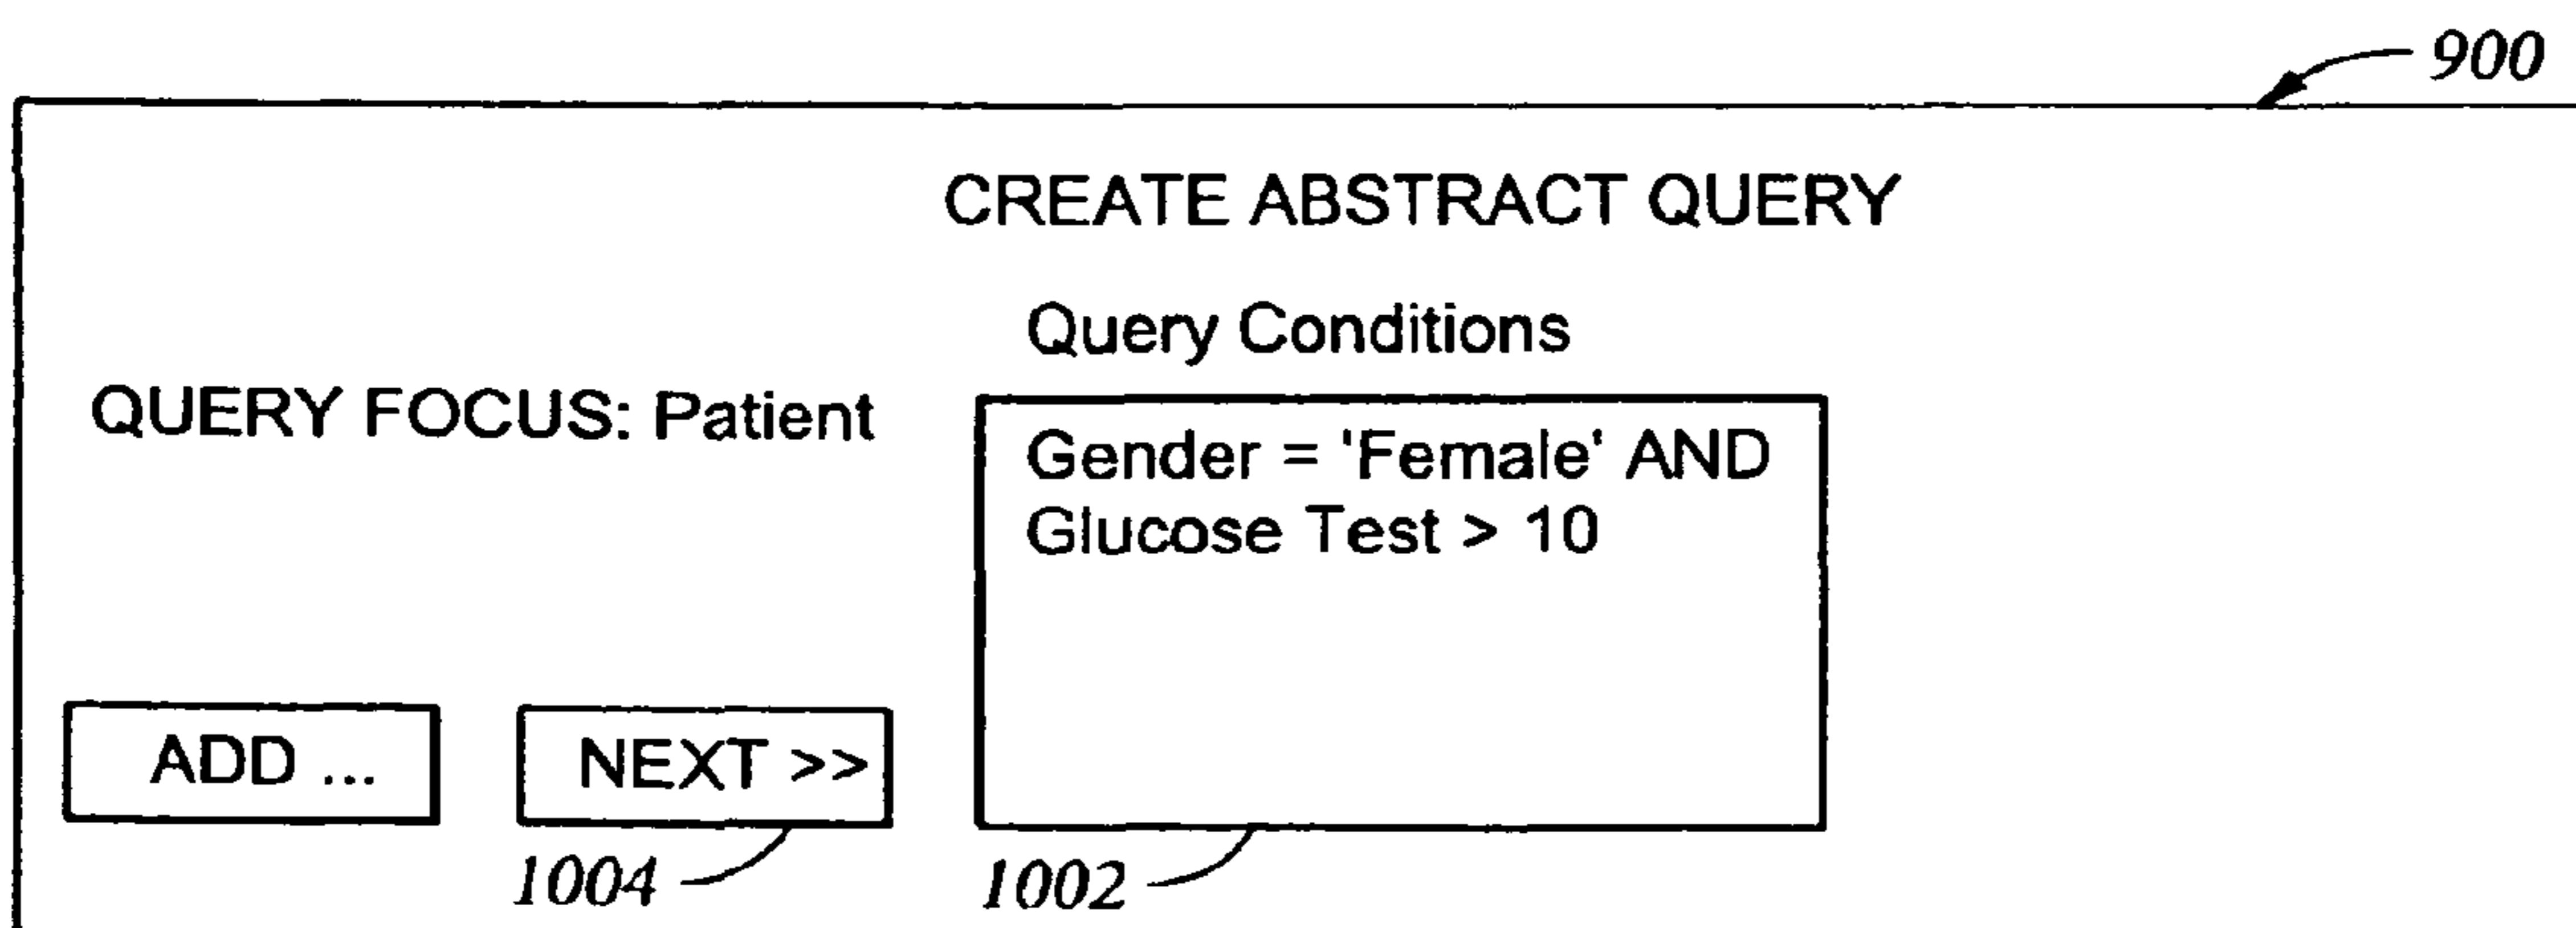 900
CREATE ABSTRACT QUERY
Query Conditions
QUERY FOCUS: Patient
Gender = 'Female' AND
Glucose Test > 10
ADD ...
NEXT >>
1004
1002